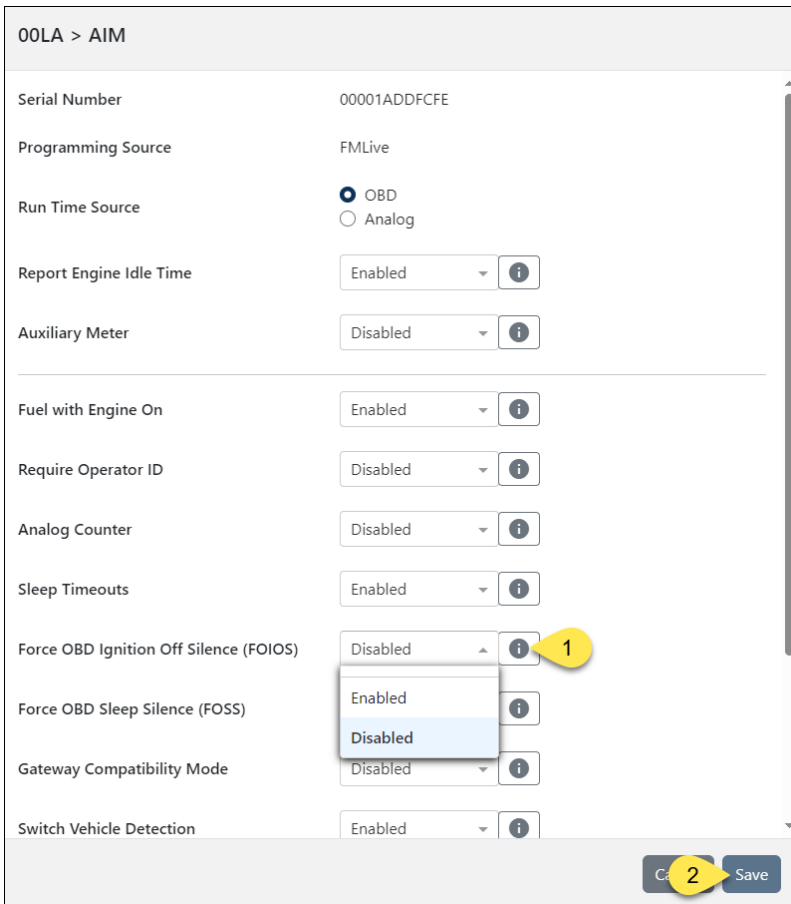 00LA > AIM
Serial Number 00001ADDFCFE
Programming Source FMLive
Run Time Source OBD
Analog
Report Engine Idle Time Enabled
Auxiliary Meter Disabled
Fuel with Engine On Enabled
Require Operator ID Disabled
Analog Counter Disabled
Sleep Timeouts Enabled
Force OBD Ignition Off Silence (FOIOS) Disabled 1
Enabled
Force OBD Sleep Silence (FOSS)
Disabled
Gateway Compatibility Mode Disabled
Switch Vehicle Detection Enabled
2 Save